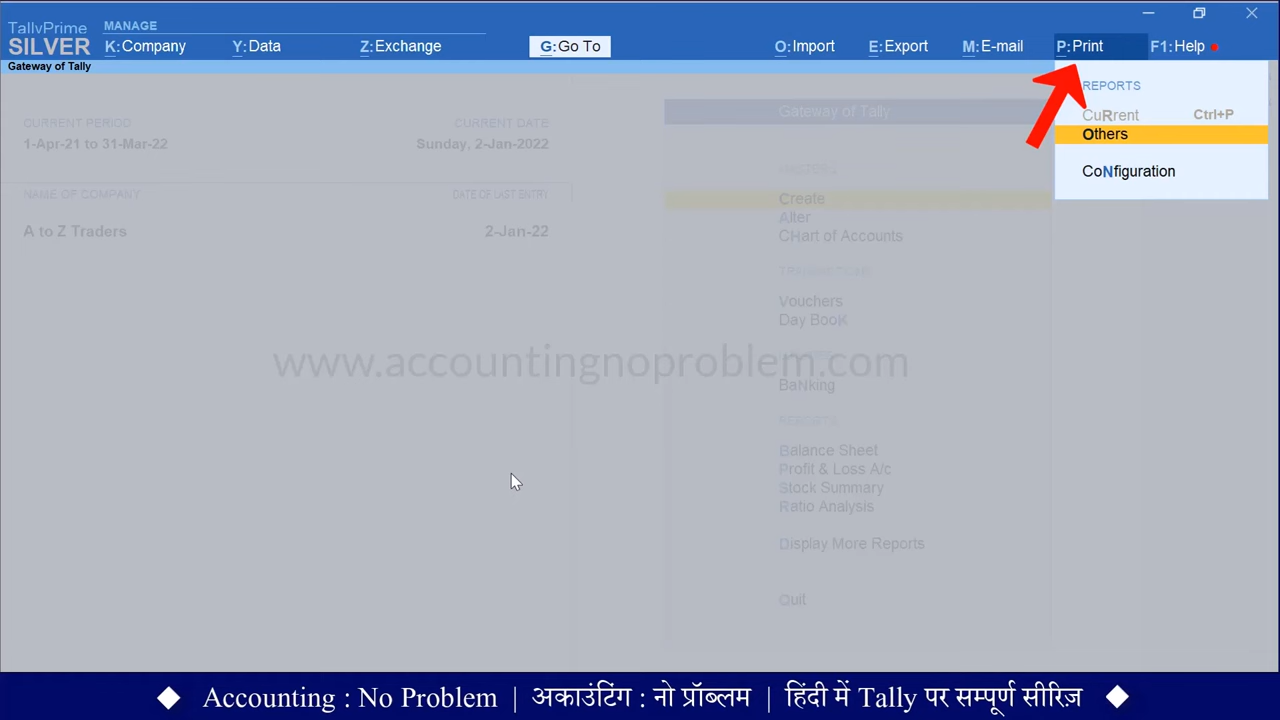 TallyPrime
MANAGE
SILVER
K:Company
Y:Data
Z:Exchange
G:Go To
O:Import
E:Export
M:E-mail
P:Print
F1:Help
Gateway of Tally
REPORTS
CuRrent Ctrl+P
Others
CoNfiguration
CURRENT PERIOD
CURRENT DATE
1-Apr-21 to 31-Mar-22
Sunday, 2-Jan-2022
NAME OF COMPANY
DATE OF LAST ENTRY
A to Z Traders
2-Jan-22
Gateway of Tally
MASTERS
Create
Alter
CHart of Accounts
TRANSACTIONS
Vouchers
Day BooK
www.accountingnoproblem.com
BaNking
REPORTS
Balance Sheet
Profit & Loss A/c
Stock Summary
Ratio Analysis
Display More Reports
Quit
Accounting : No Problem | अकाउंटिंग : नो प्रॉब्लम | हिंदी में Tally पर सम्पूर्ण सीरिज़